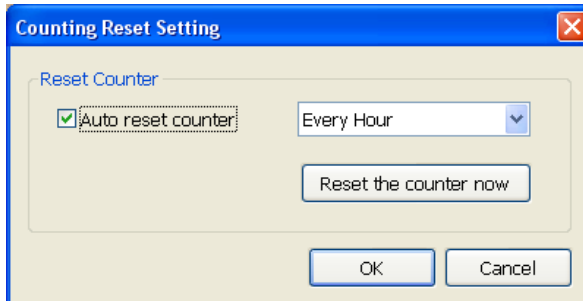 Counting Reset Setting
Reset Counter
Auto reset counter
Every Hour
Reset the counter now
OK
Cancel